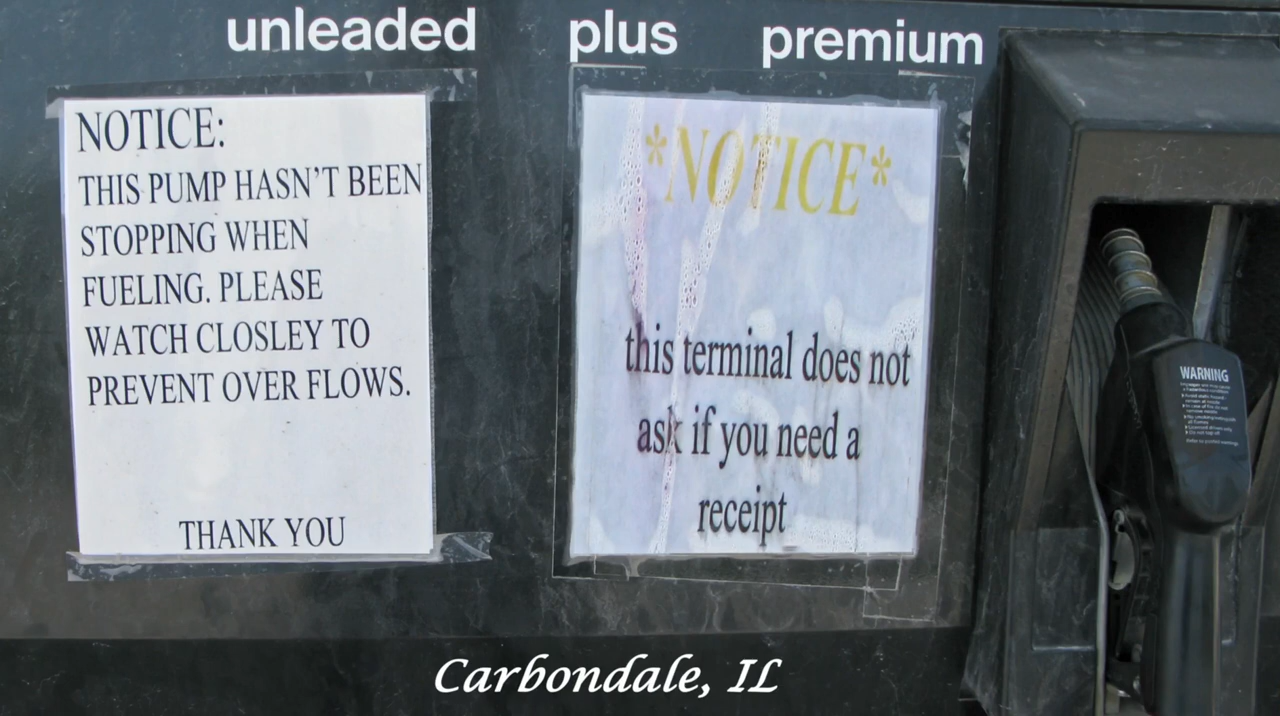 unleaded plus premium
NOTICE:
THIS PUMP HASN'T BEEN
STOPPING WHEN
FUELING. PLEASE
WATCH CLOSLEY TO
PREVENT OVER FLOWS.
THANK YOU
*NOTICE*
this terminal does not
ask if you need a
receipt
WARNING
Carbondale, IL